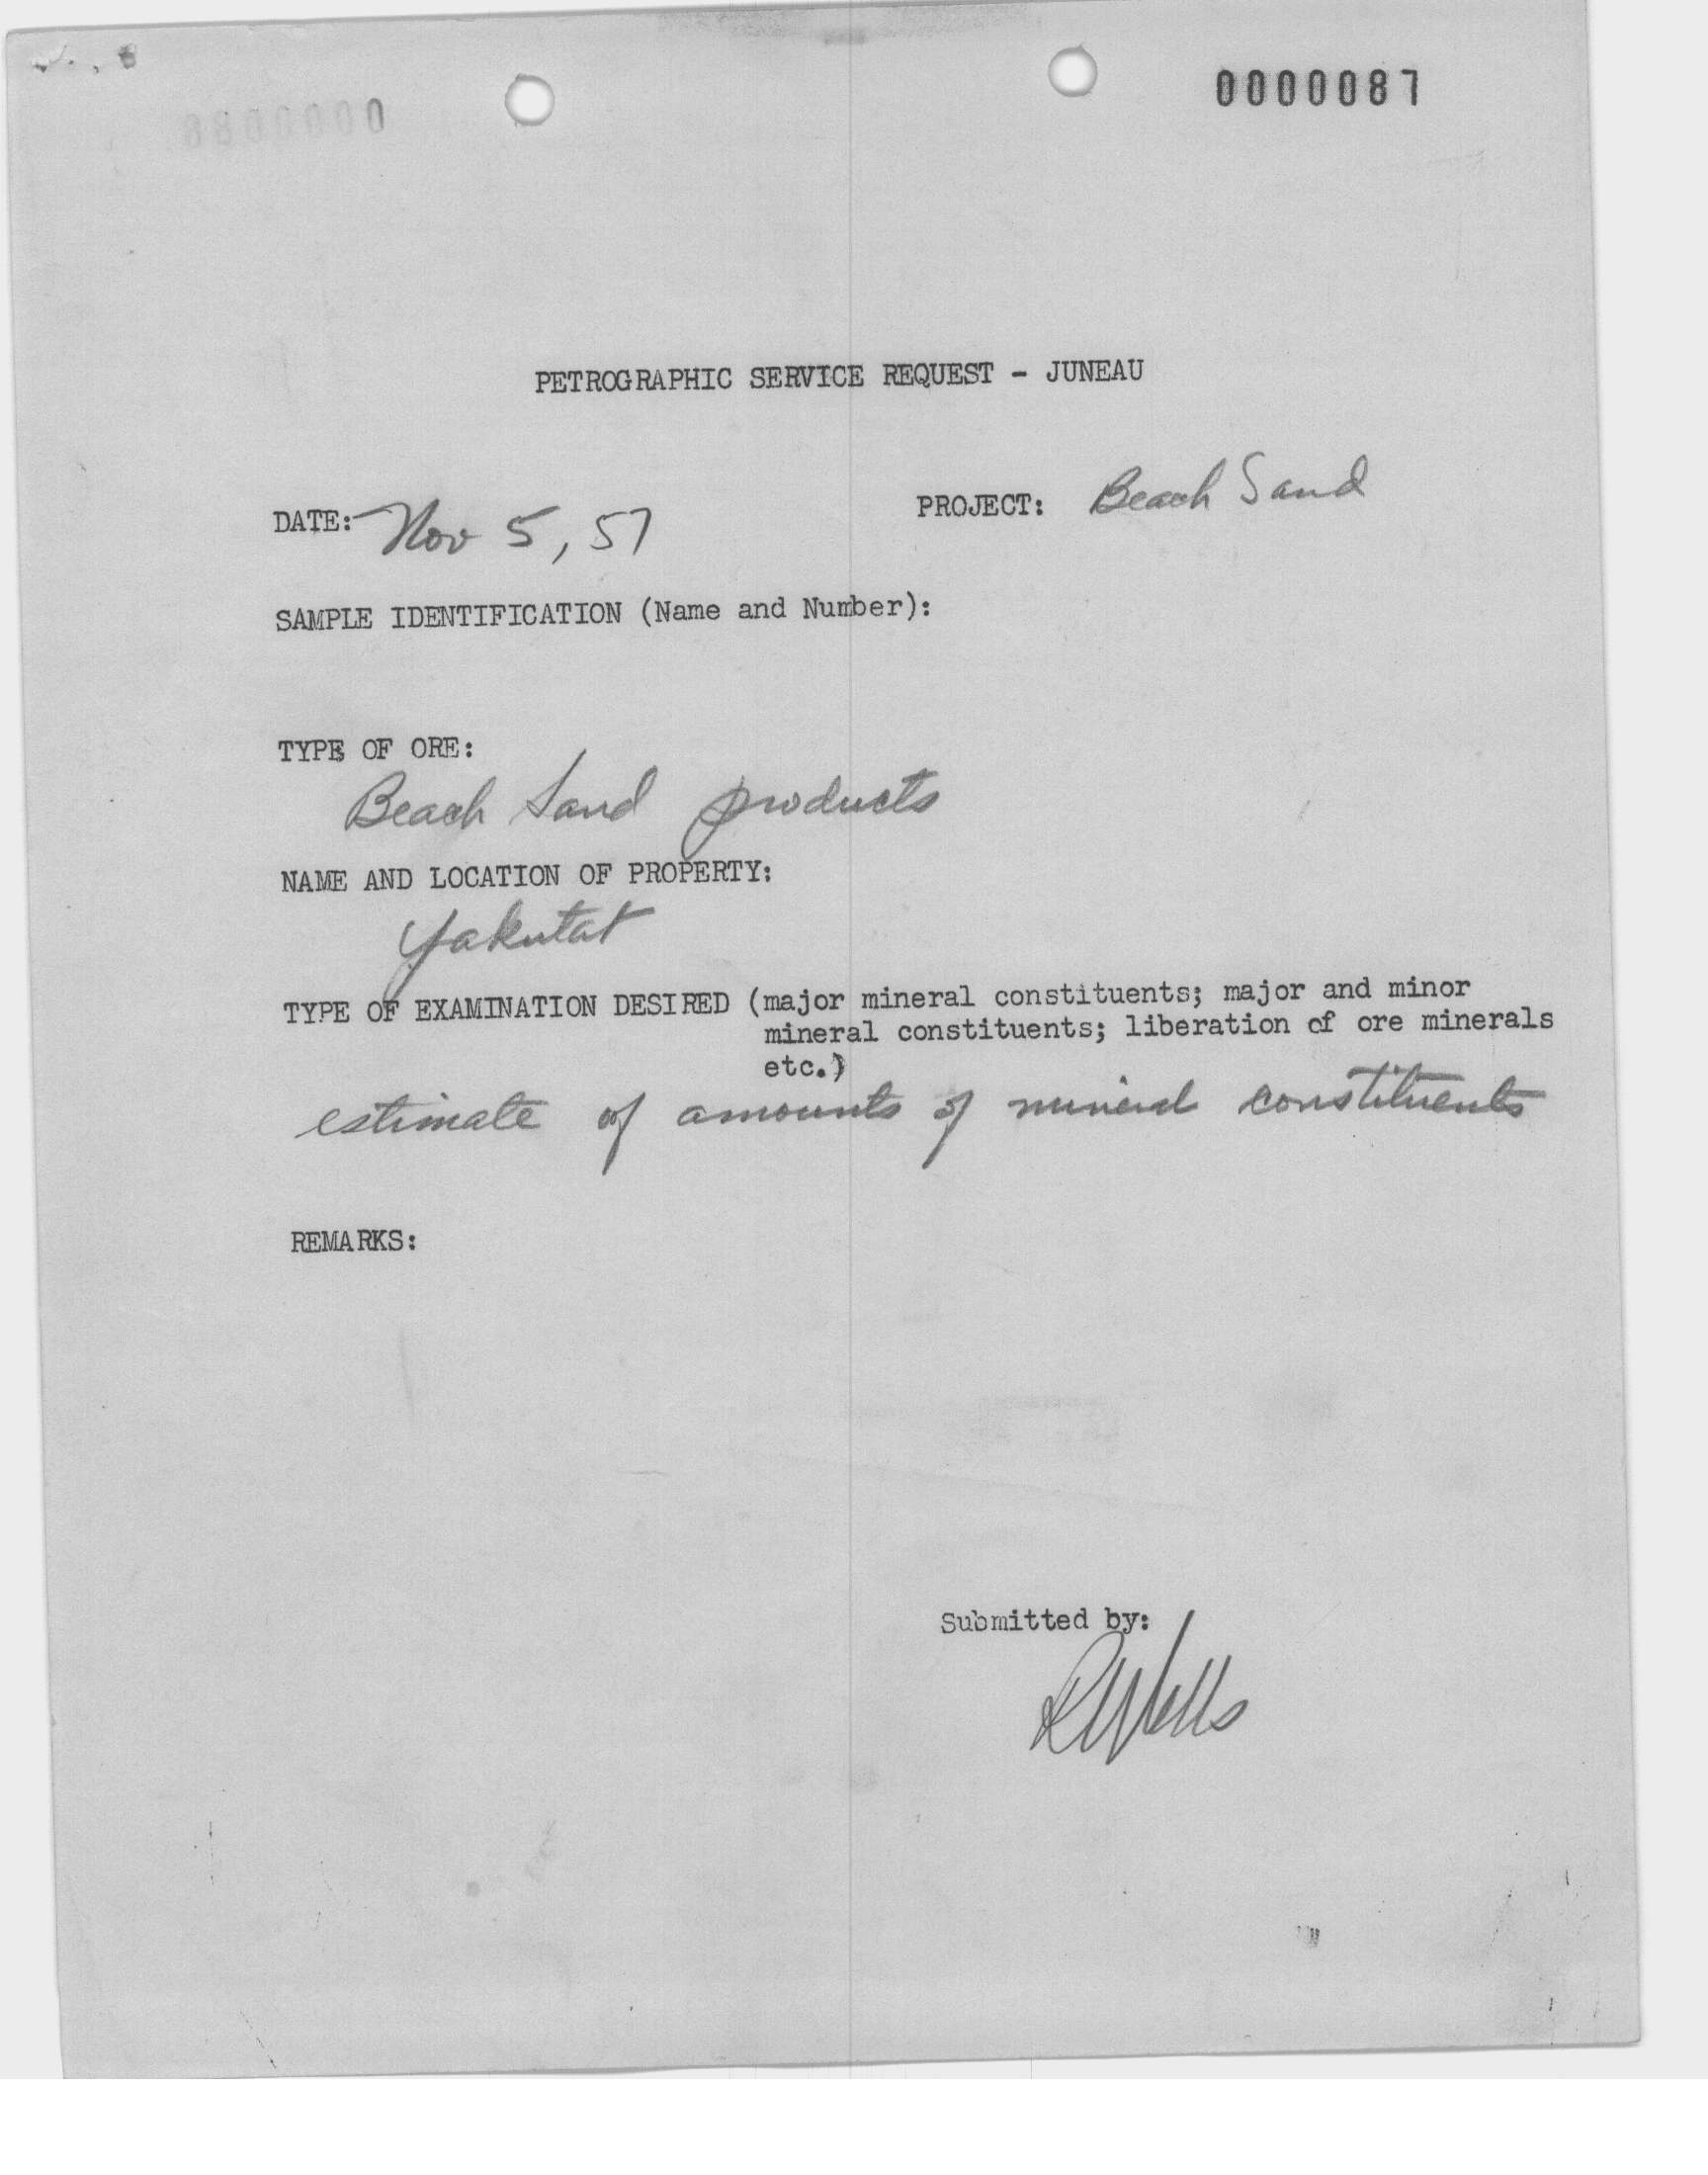 0000087
PETROGRAPHIC SERVICE REQUEST - JUNEAU
DATE: Nov 5, 57
PROJECT: Beach Sand
SAMPLE IDENTIFICATION (Name and Number):
TYPE OF ORE:
Beach Sand products
NAME AND LOCATION OF PROPERTY:
Yakutat
TYPE OF EXAMINATION DESIRED (major mineral constituents; major and minor
mineral constituents; liberation of ore minerals
etc.)
estimate of amounts of mineral constituents
REMARKS:
Submitted by:
RWells